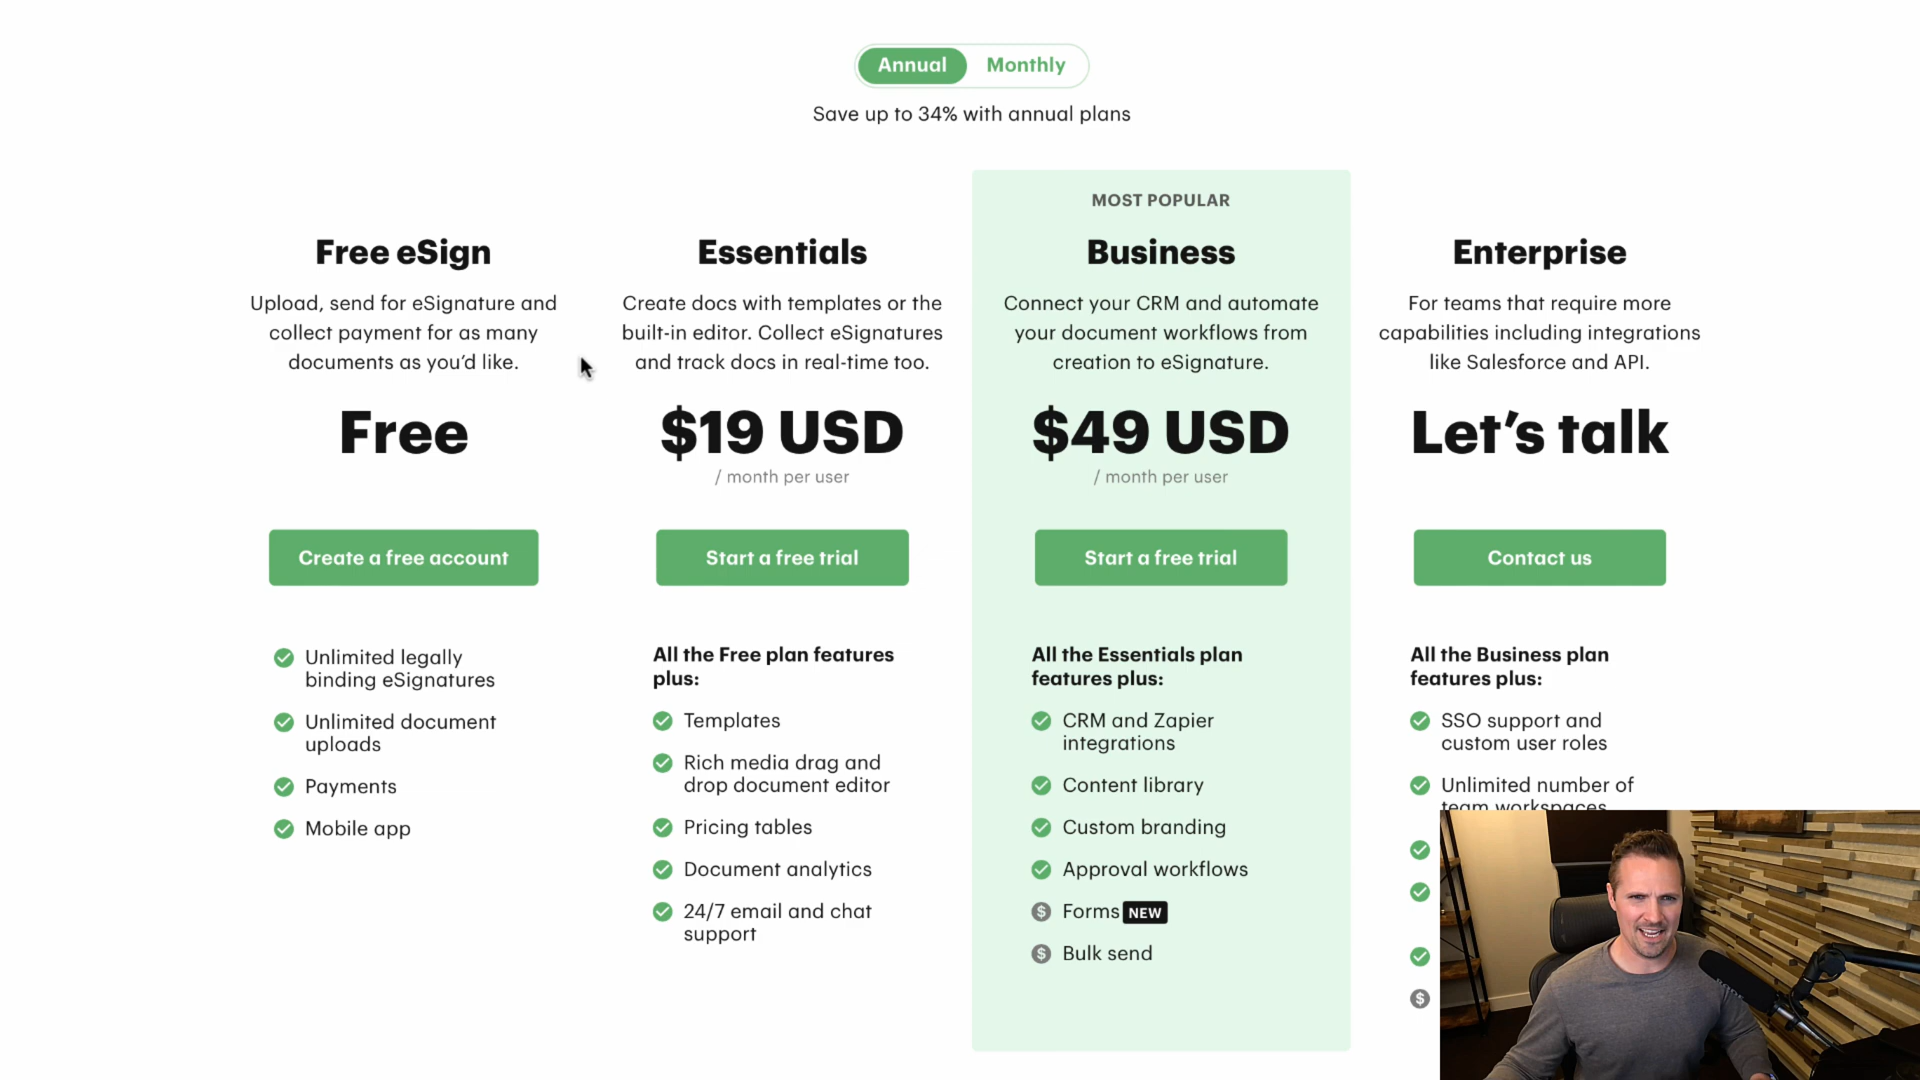 Annual Monthly
Save up to 34% with annual plans
Free eSign
Upload, send for eSignature and
collect payment for as many
documents as you'd like.
Free
Create a free account
Unlimited legally
binding eSignatures
Unlimited document
uploads
Payments
Mobile app
Essentials
Create docs with templates or the
built-in editor. Collect eSignatures
and track docs in real-time too.
$19 USD
/ month per user
Start a free trial
All the Free plan features
plus:
Templates
Rich media drag and
drop document editor
Pricing tables
Document analytics
24/7 email and chat
support
MOST POPULAR
Business
Connect your CRM and automate
your document workflows from
creation to eSignature.
$49 USD
/ month per user
Start a free trial
All the Essentials plan
features plus:
CRM and Zapier
integrations
Content library
Custom branding
Approval workflows
$ Forms NEW
$ Bulk send
Enterprise
For teams that require more
capabilities including integrations
like Salesforce and API.
Let's talk
Contact us
All the Business plan
features plus:
SSO support and
custom user roles
Unlimited number of
team workspaces
$